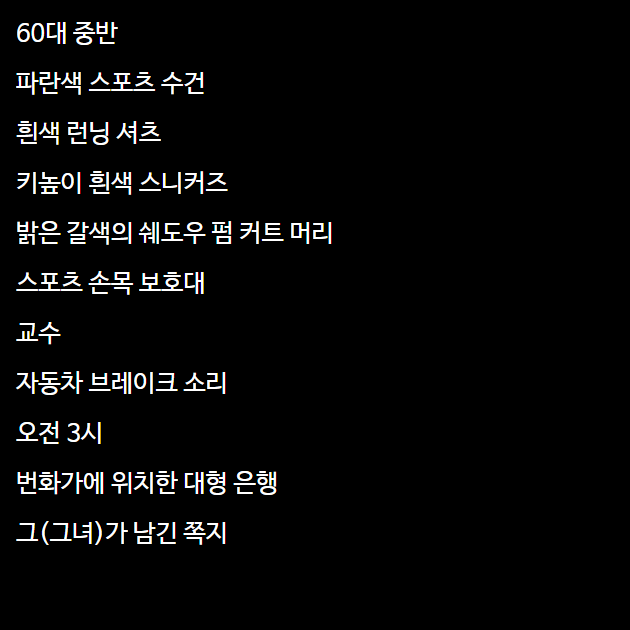 60대 중반
파란색 스포츠 수건
흰색 런닝 셔츠
키높이 흰색 스니커즈
밝은 갈색의 쉐도우 펌 커트 머리
스포츠 손목 보호대
교수
자동차 브레이크 소리
오전 3시
번화가에 위치한 대형 은행
그(그녀)가 남긴 쪽지